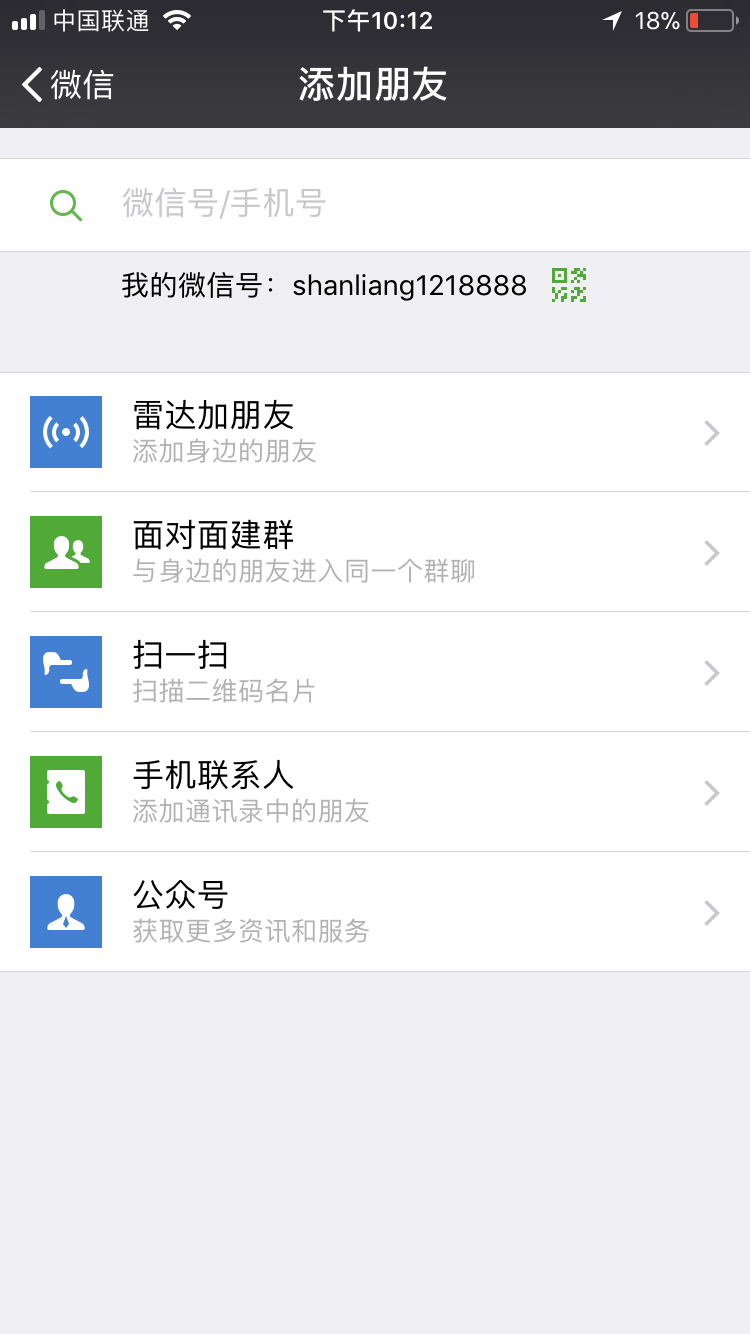 中国联通 下午10:12 18%
微信 添加朋友
微信号/手机号
我的微信号：shanliang1218888
雷达加朋友
添加身边的朋友
面对面建群
与身边的朋友进入同一个群聊
扫一扫
扫描二维码名片
手机联系人
添加通讯录中的朋友
公众号
获取更多资讯和服务